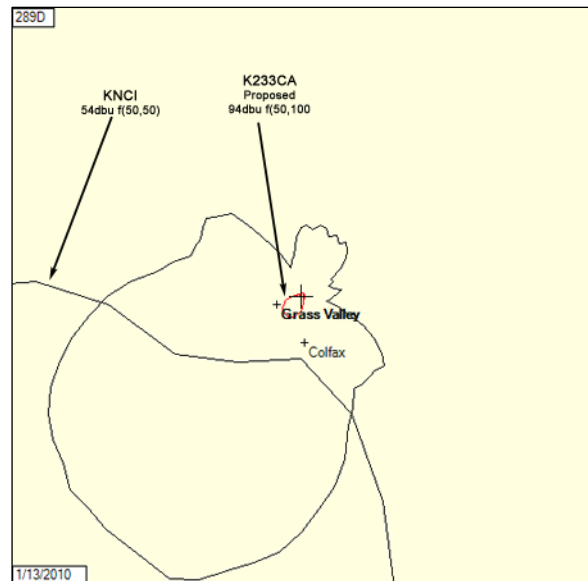 289D
KNCI
54dbu f(50,50)
K233CA
Proposed
94dbu f(50,100
Grass Valley
Colfax
1/13/2010